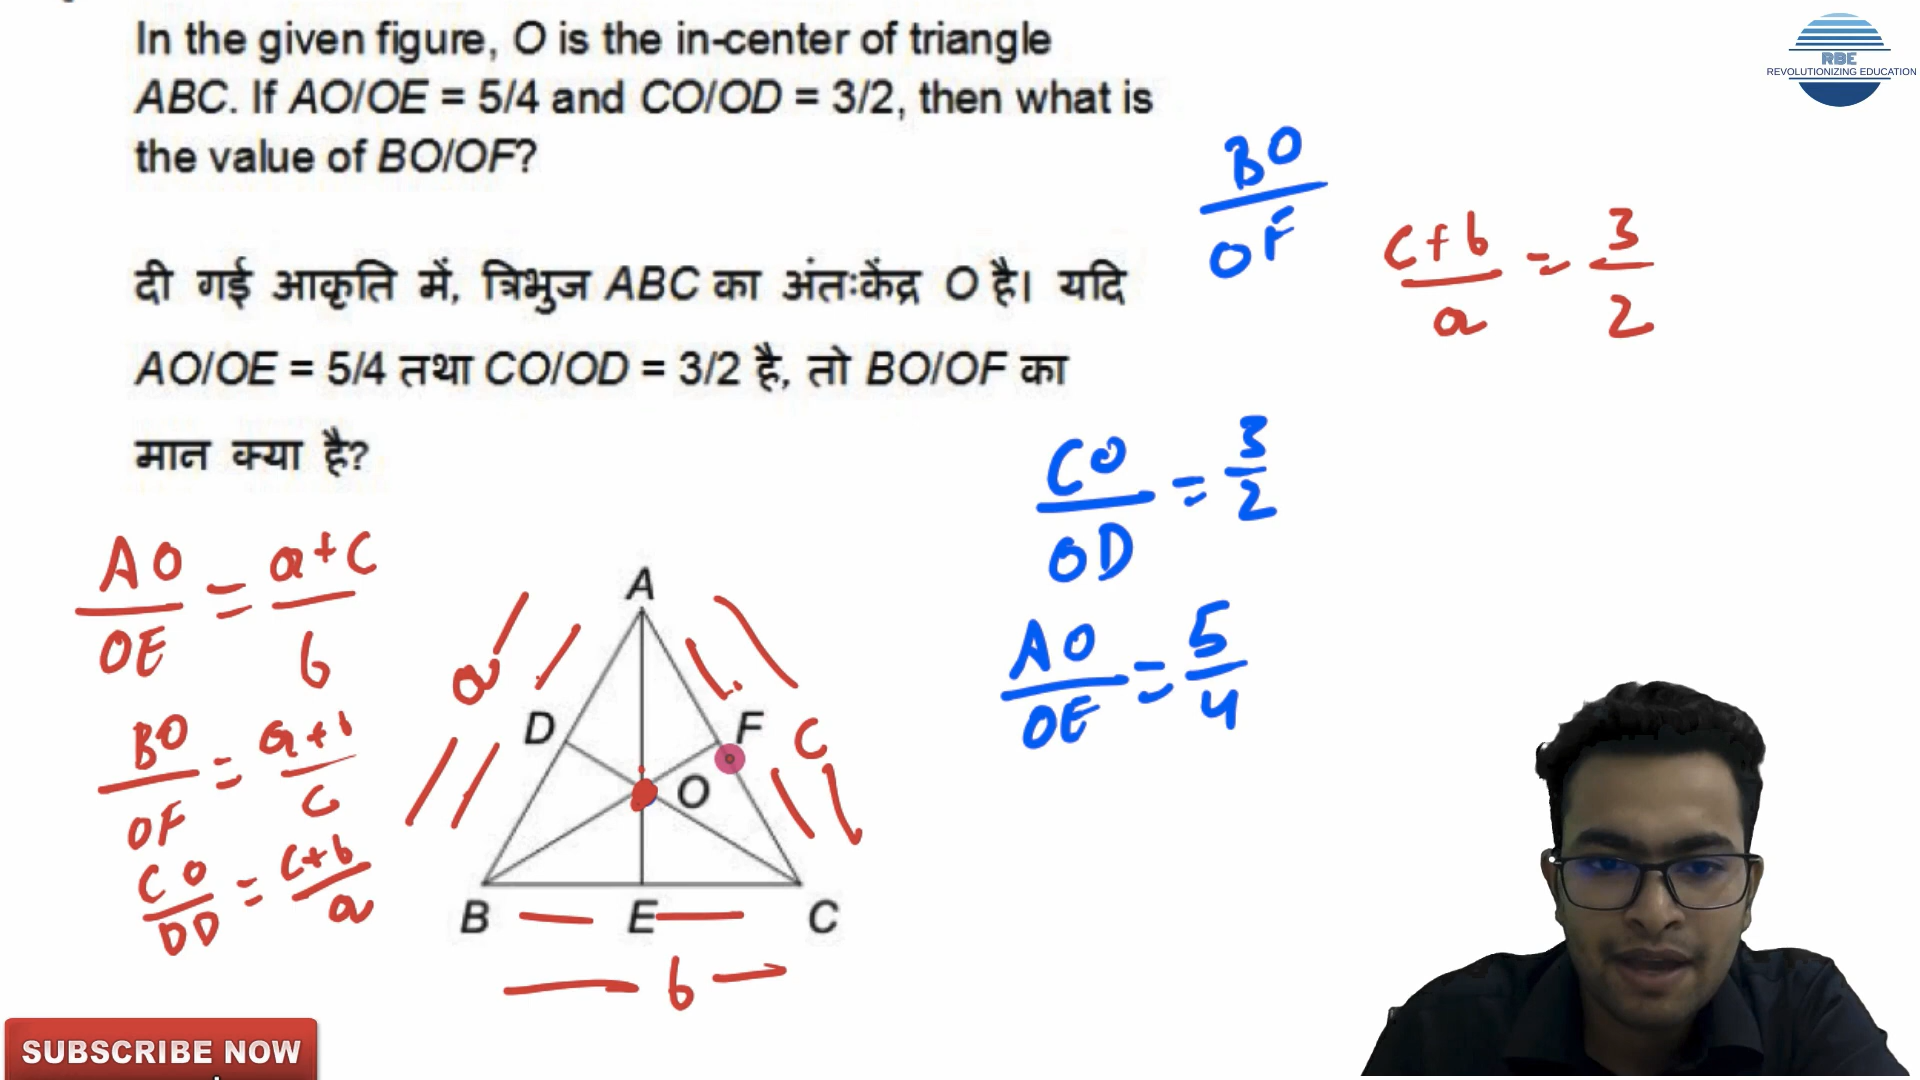 In the given figure, O is the in-center of triangle
ABC. If AO/OE = 5/4 and CO/OD = 3/2, then what is
the value of BO/OF?
RBE
REVOLUTIONIZING EDUCATION
BO
OF
c+b = 3
a 2
दी गई आकृति में, त्रिभुज ABC का अंतःकेंद्र O है। यदि
AO/OE = 5/4 तथा CO/OD = 3/2 है, तो BO/OF का
मान क्या है?
CO = 3
OD 2
AO = 5
OE 4
AO = a+c
OE b
BO = a+b
OF c
CO = c+b
DD a
A
a
D
F
c
O
B
E
C
b
SUBSCRIBE NOW